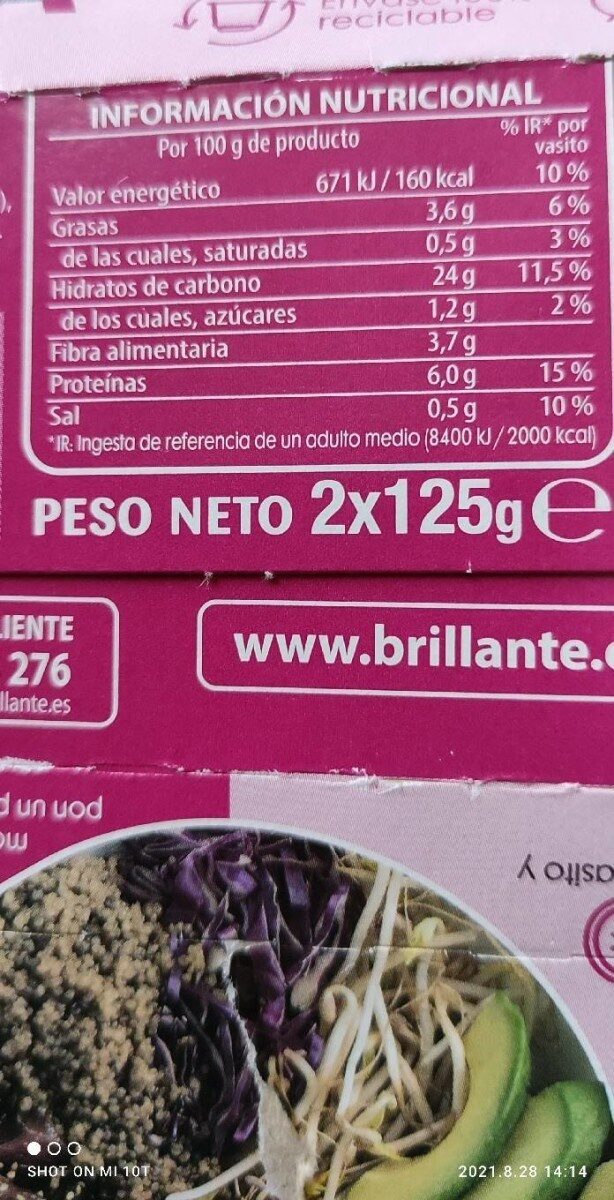 reciclable
INFORMACIÓN NUTRICIONAL
Por 100 g de producto
% IR* por
vasito
Valor energético 671 kJ / 160 kcal 10 %
Grasas 3,6 g 6 %
de las cuales, saturadas 0,5 g 3 %
Hidratos de carbono 24 g 11,5 %
de los cuales, azúcares 1,2 g 2 %
Fibra alimentaria 3,7 g
Proteínas 6,0 g 15 %
Sal 0,5 g 10 %
*IR: Ingesta de referencia de un adulto medio (8400 kJ / 2000 kcal)
PESO NETO 2x125g e
276
www.brillante.
un
y
SHOT ON MI 10T
2021.8.28 14:14